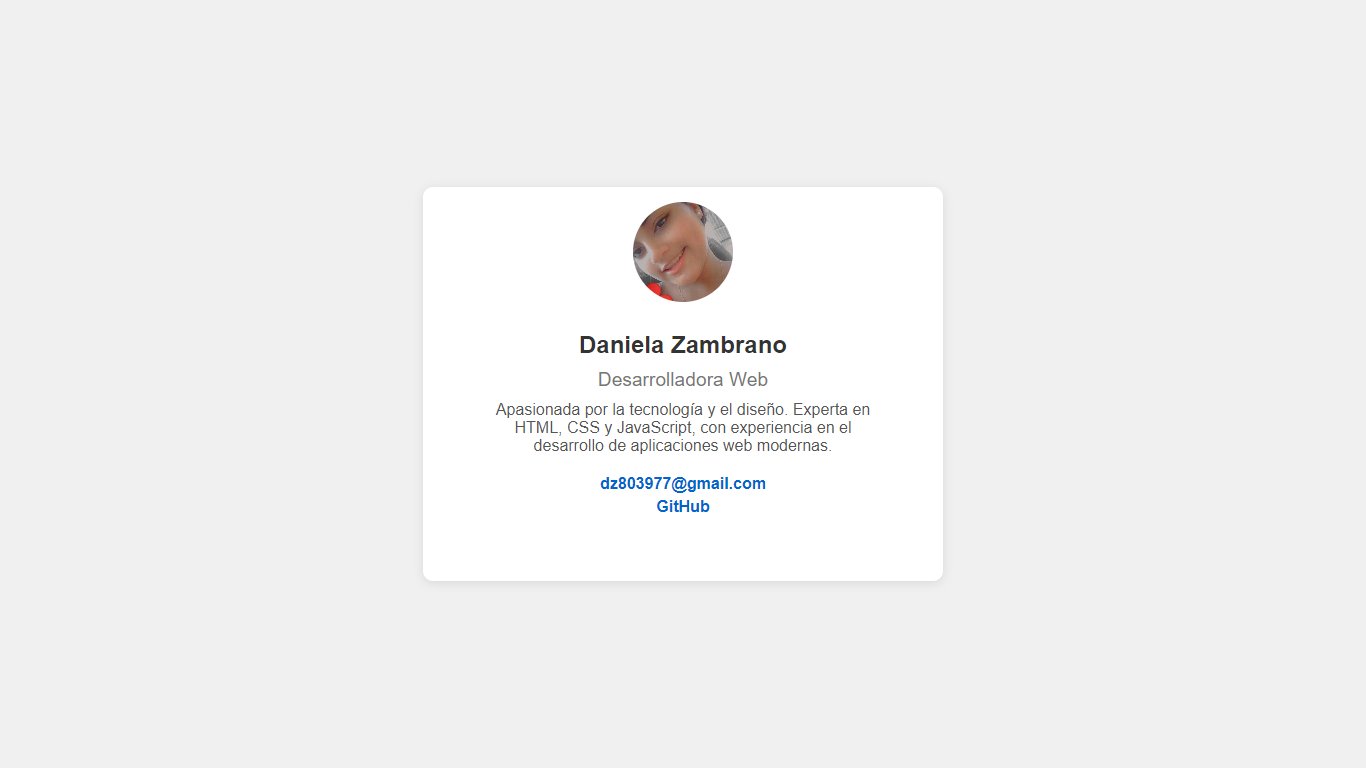 Daniela Zambrano
Desarrolladora Web
Apasionada por la tecnología y el diseño. Experta en
HTML, CSS y JavaScript, con experiencia en el
desarrollo de aplicaciones web modernas.
dz803977@gmail.com
GitHub